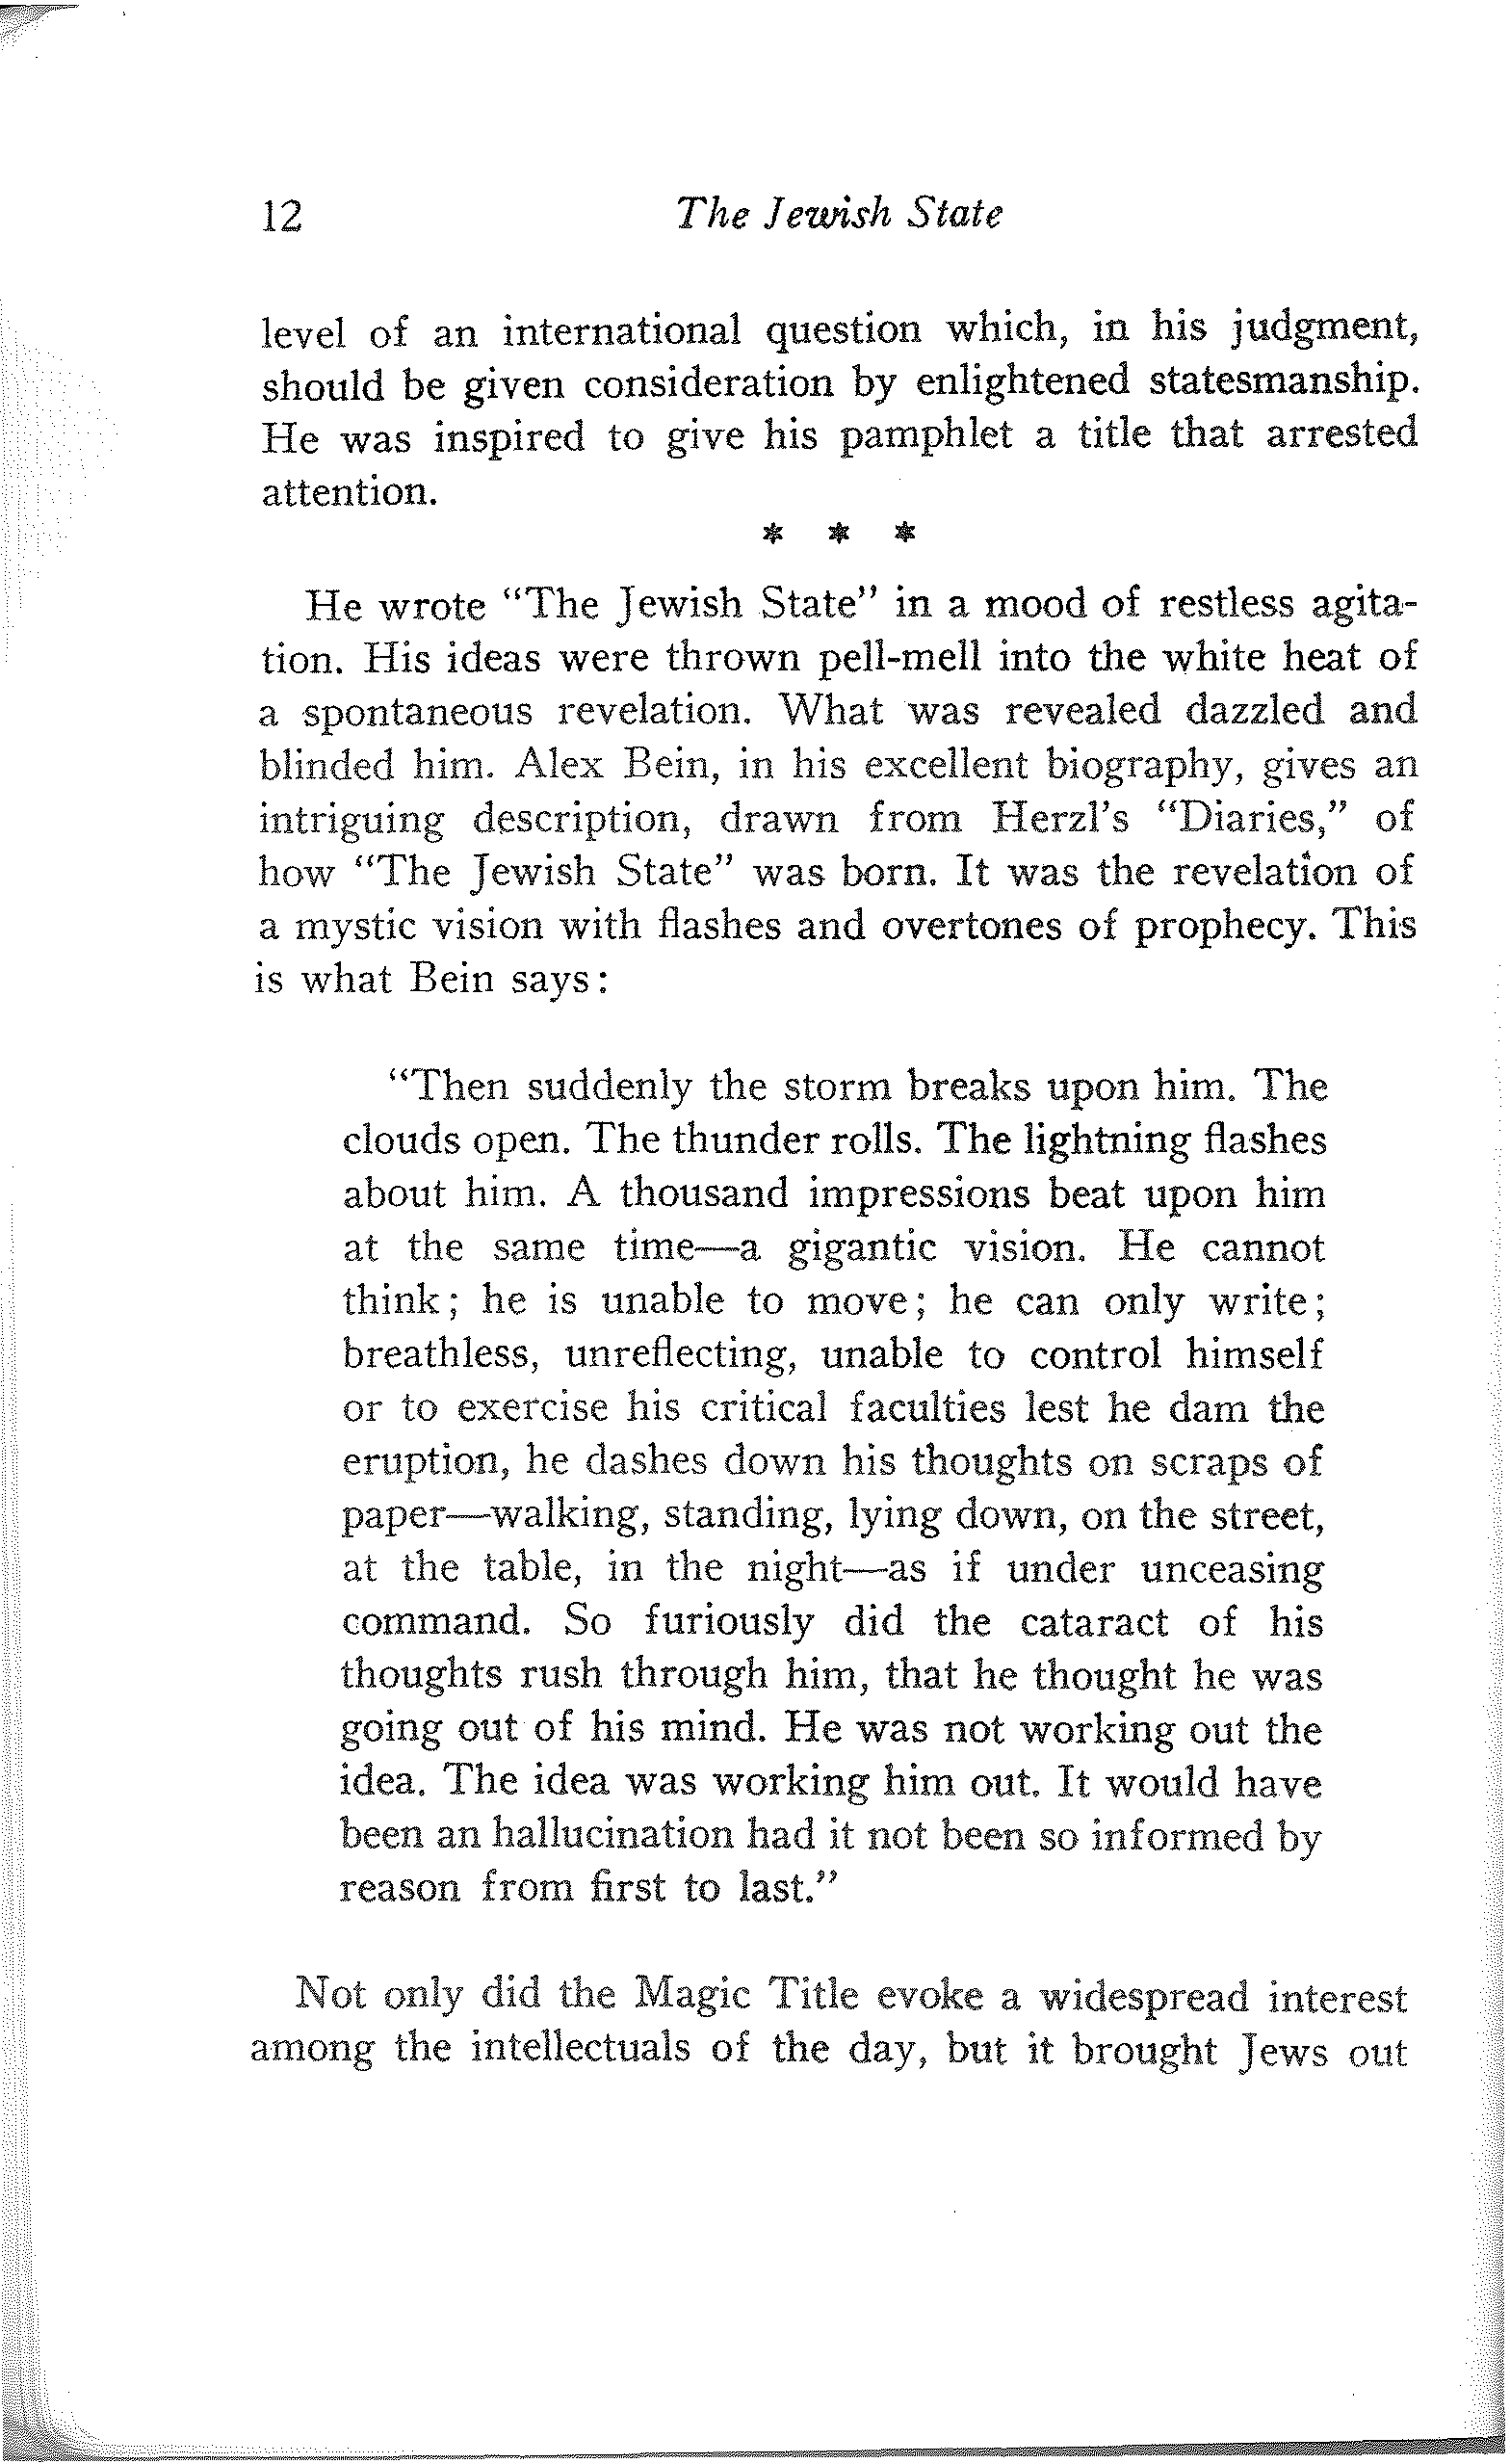 12 The Jewish State
level of an international question which, in his judgment,
should be given consideration by enlightened statesmanship.
He was inspired to give his pamphlet a title that arrested
attention.
* * *
He wrote “The Jewish State” in a mood of restless agita-
tion. His ideas were thrown pell-mell into the white heat of
a spontaneous revelation. What was revealed dazzled and
blinded him. Alex Bein, in his excellent biography, gives an
intriguing description, drawn from Herzl’s “Diaries,” of
how “The Jewish State” was born. It was the revelation of
a mystic vision with flashes and overtones of prophecy. This
is what Bein says:
“Then suddenly the storm breaks upon him. The
clouds open. The thunder rolls. The lightning flashes
about him. A thousand impressions beat upon him
at the same time—a gigantic vision. He cannot
think; he is unable to move; he can only write;
breathless, unreflecting, unable to control himself
or to exercise his critical faculties lest he dam the
eruption, he dashes down his thoughts on scraps of
paper—walking, standing, lying down, on the street,
at the table, in the night—as if under unceasing
command. So furiously did the cataract of his
thoughts rush through him, that he thought he was
going out of his mind. He was not working out the
idea. The idea was working him out. It would have
been an hallucination had it not been so informed by
reason from first to last.”
Not only did the Magic Title evoke a widespread interest
among the intellectuals of the day, but it brought Jews out